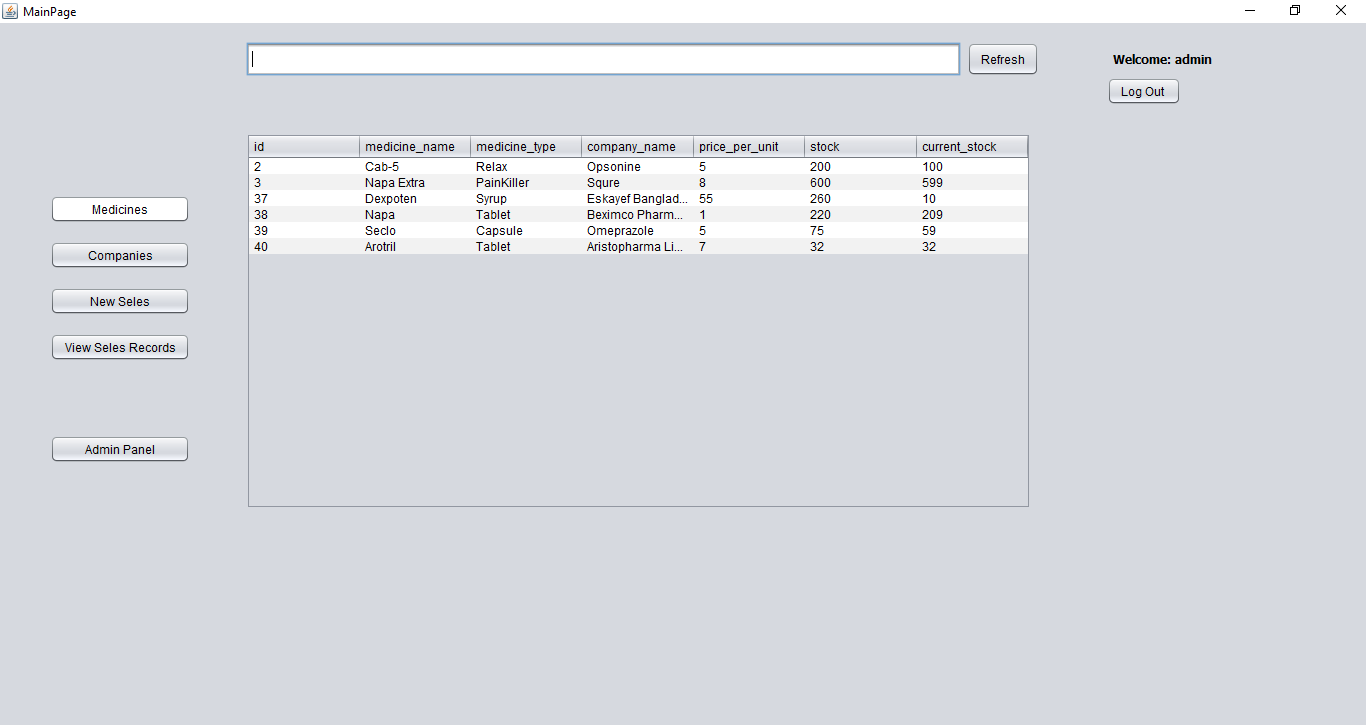 MainPage
Refresh
Welcome: admin
Log Out
id medicine_name medicine_type company_name price_per_unit stock current_stock
2 Cab-5 Relax Opsonine 5 200 100
3 Napa Extra PainKiller Squre 8 600 599
37 Dexpoten Syrup Eskayef Banglad... 55 260 10
38 Napa Tablet Beximco Pharm... 1 220 209
39 Seclo Capsule Omeprazole 5 75 59
40 Arotril Tablet Aristopharma Li... 7 32 32
Medicines
Companies
New Seles
View Seles Records
Admin Panel